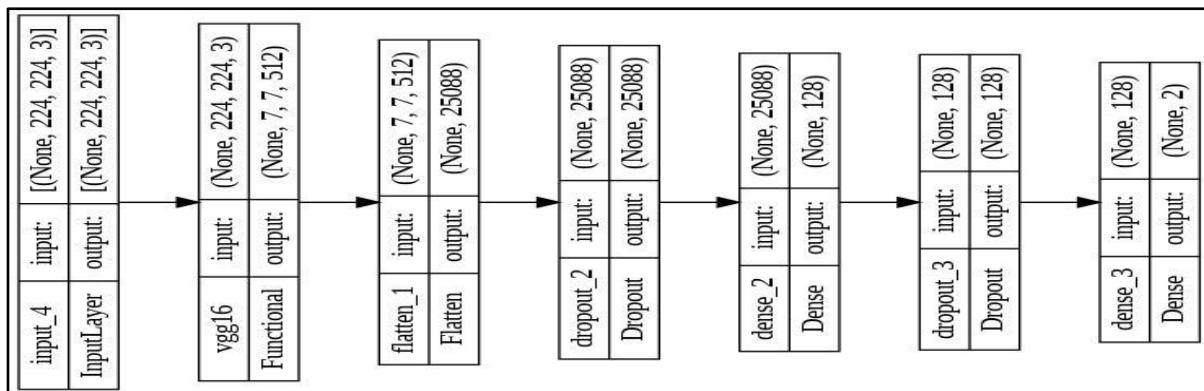 input_4 input: [(None, 224, 224, 3)]
InputLayer output: [(None, 224, 224, 3)]
vgg16 input: (None, 224, 224, 3)
Functional output: (None, 7, 7, 512)
flatten_1 input: (None, 7, 7, 512)
Flatten output: (None, 25088)
dropout_2 input: (None, 25088)
Dropout output: (None, 25088)
dense_2 input: (None, 25088)
Dense output: (None, 128)
dropout_3 input: (None, 128)
Dropout output: (None, 128)
dense_3 input: (None, 128)
Dense output: (None, 2)